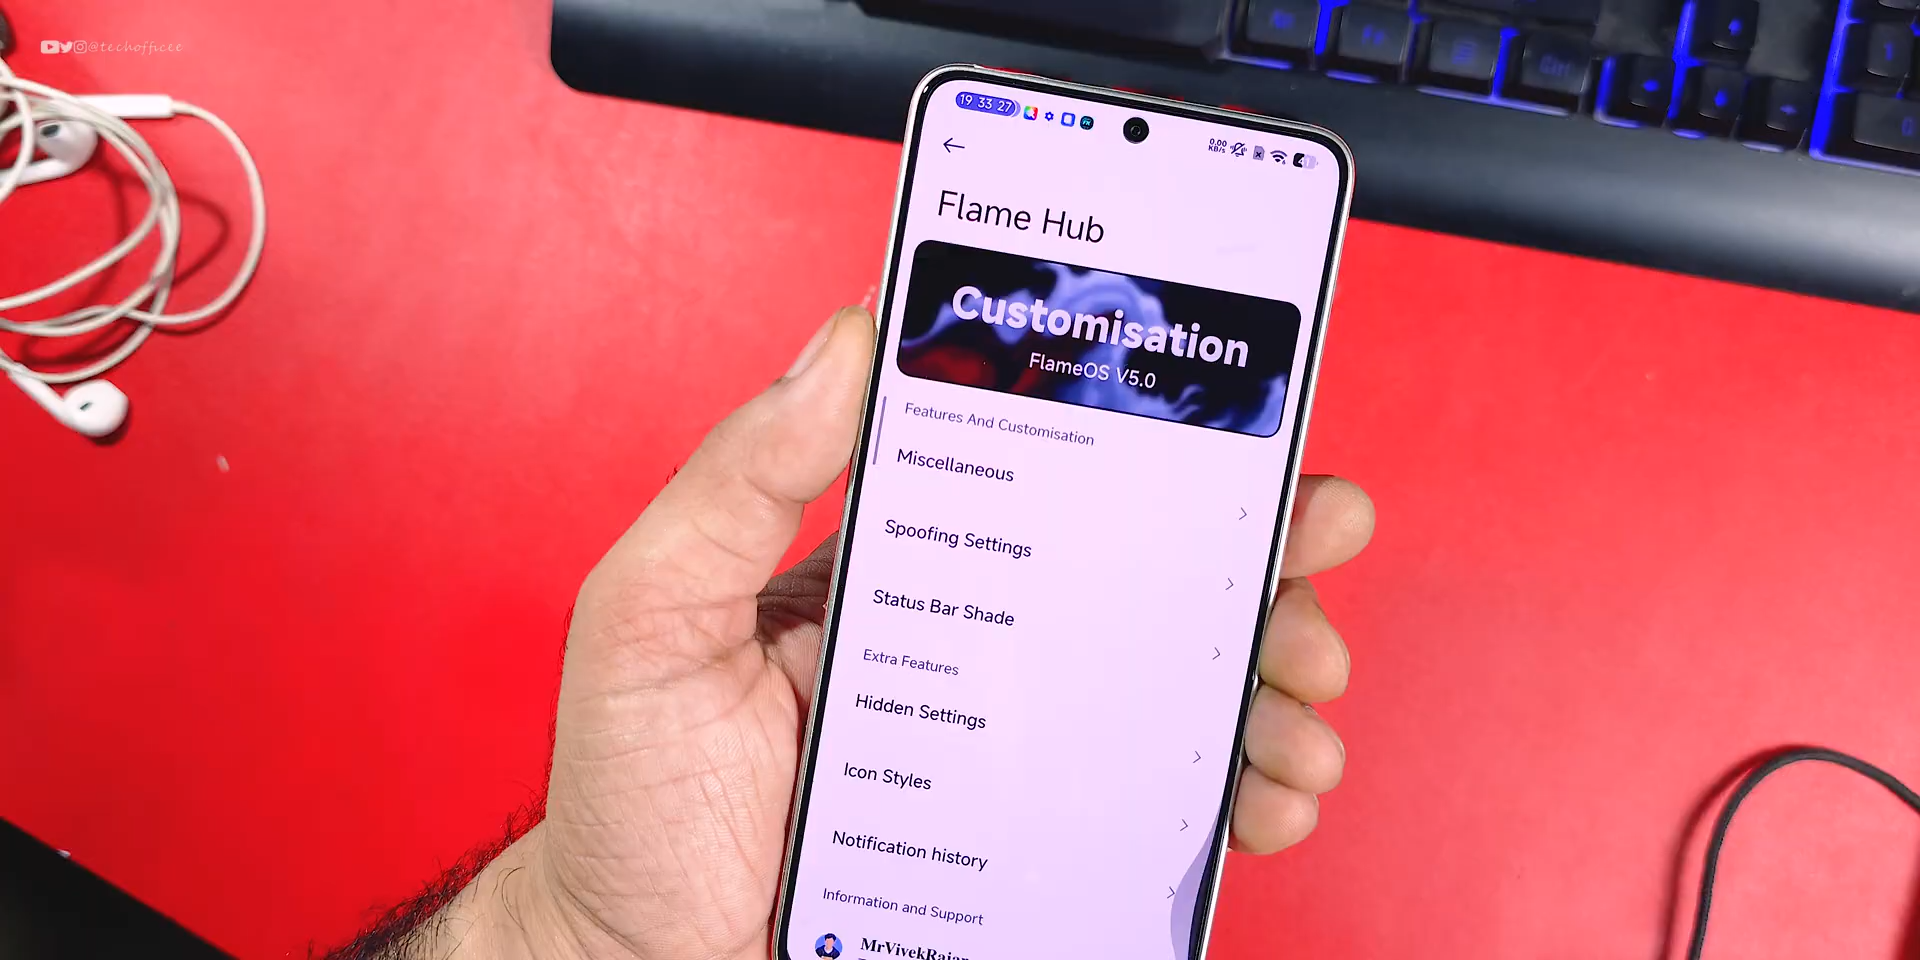 @techofficee
19 33 27
0.00
KB/s
Flame Hub
Customisation
FlameOS V5.0
Features And Customisation
Miscellaneous
Spoofing Settings
Status Bar Shade
Extra Features
Hidden Settings
Icon Styles
Notification history
Information and Support